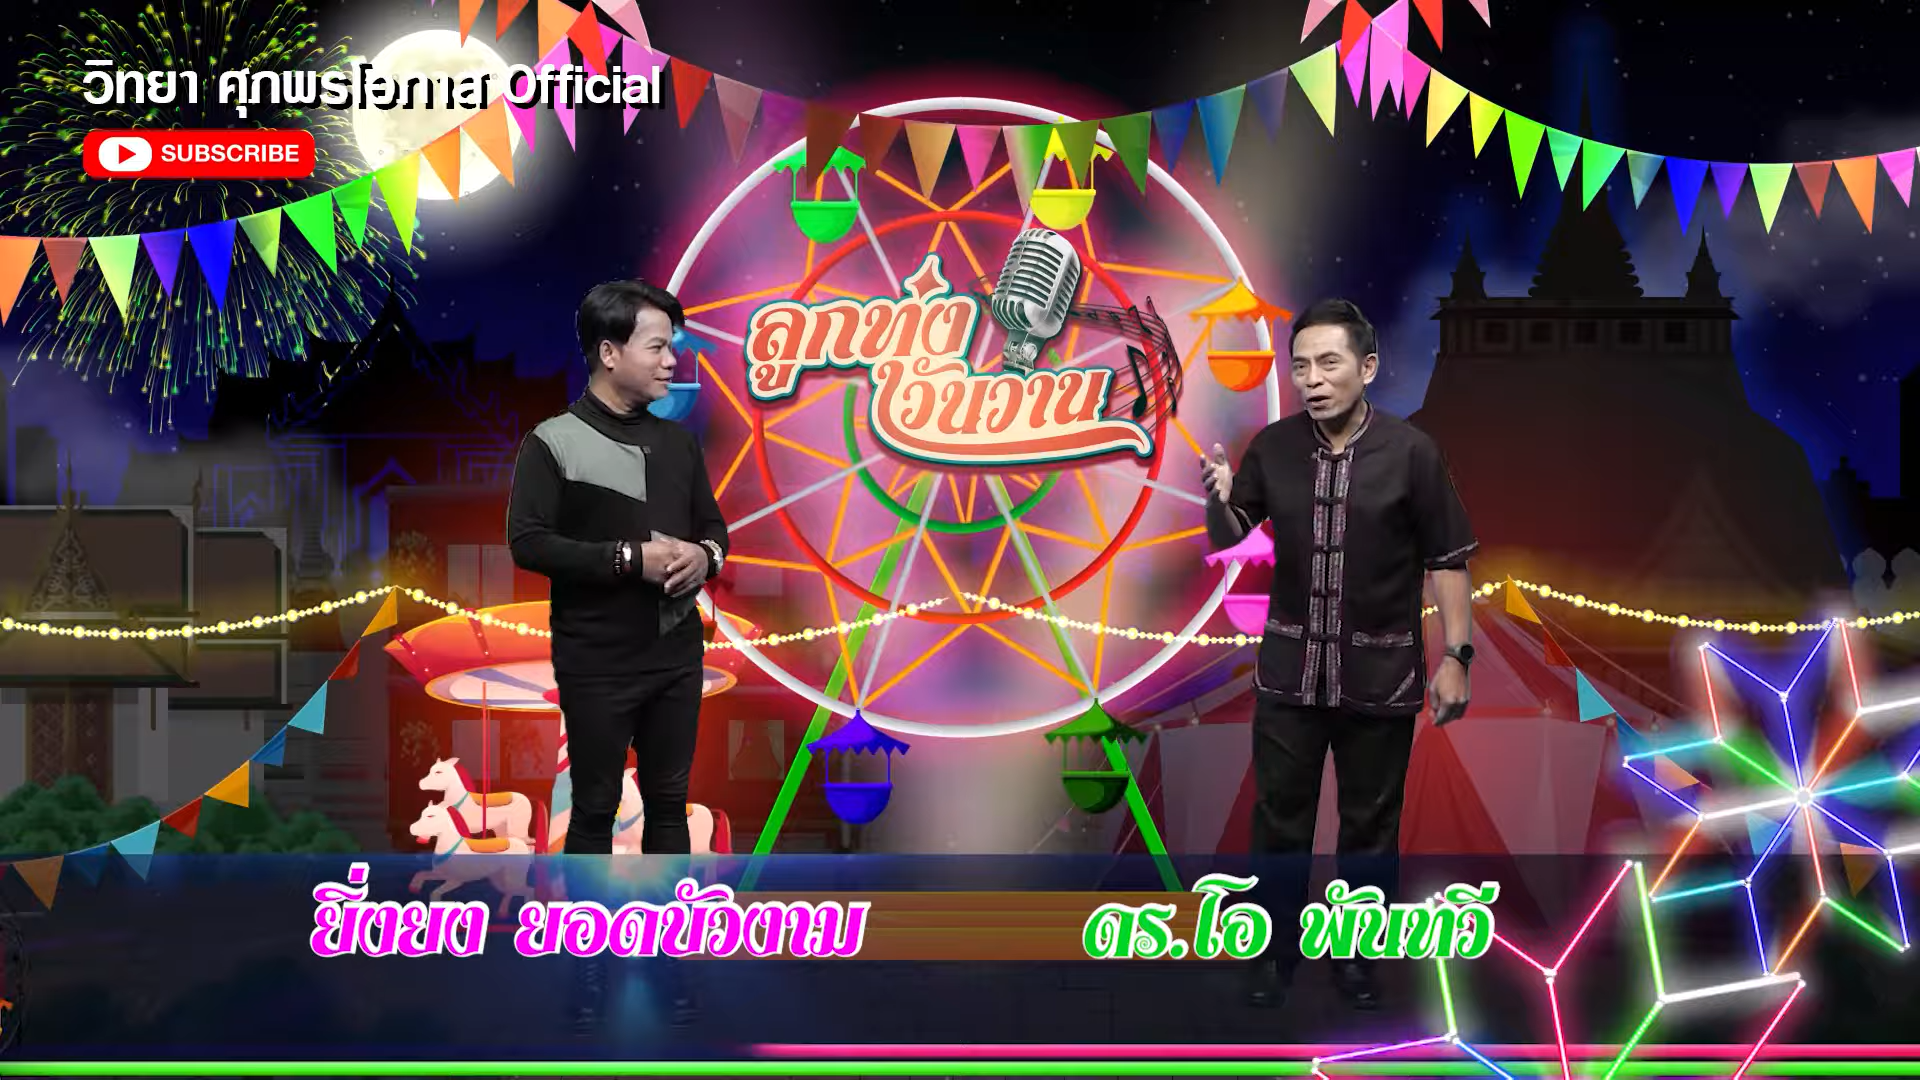 วิทยา ศุภพรโอภาส Official
SUBSCRIBE
ลูกทุ่ง
วันวาน
ยิ่งยง ยอดบัวงาม
ดร.โอ พันทวี